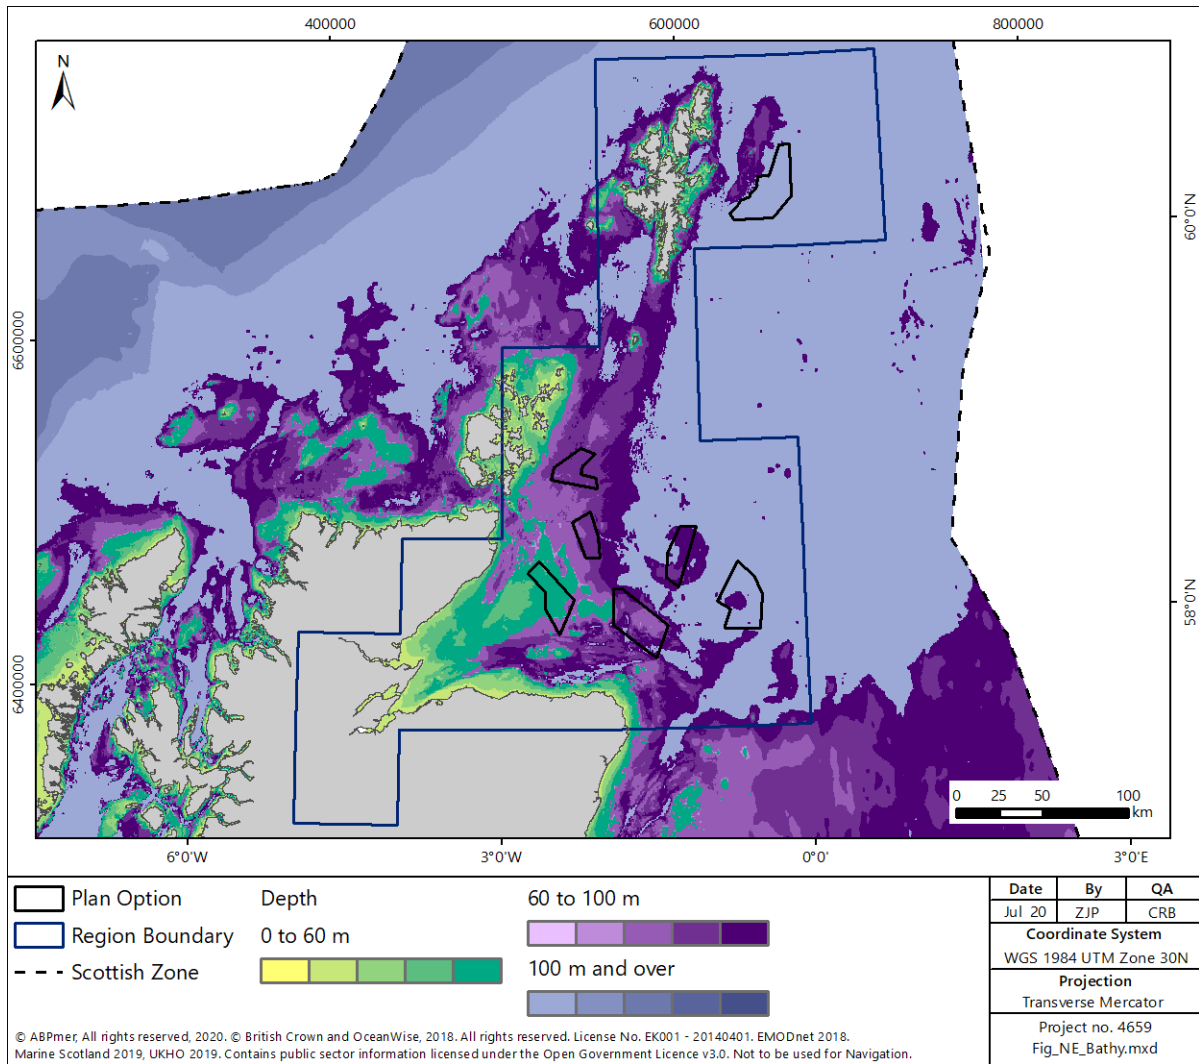 400000 600000 800000
N
60°0'N
6600000
58°0'N
6400000
0 25 50 100
km
6°0'W 3°0'W 0°0' 3°0'E
Plan Option
Region Boundary
Scottish Zone
Depth
0 to 60 m
60 to 100 m
100 m and over
Date By QA
Jul 20 ZJP CRB
Coordinate System
WGS 1984 UTM Zone 30N
Projection
Transverse Mercator
Project no. 4659
Fig_NE_Bathy.mxd
© ABPmer, All rights reserved, 2020. © British Crown and OceanWise, 2018. All rights reserved. License No. EK001 - 20140401. EMODnet 2018.
Marine Scotland 2019, UKHO 2019. Contains public sector information licensed under the Open Government Licence v3.0. Not to be used for Navigation.